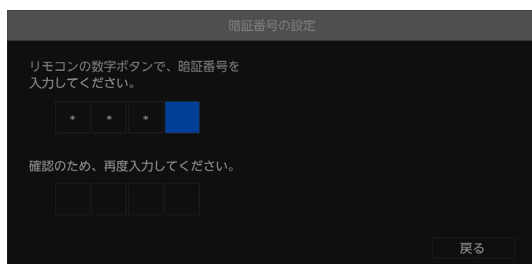 暗証番号の設定
リモコンの数字ボタンで、暗証番号を
入力してください。
* * *
確認のため、再度入力してください。
戻る